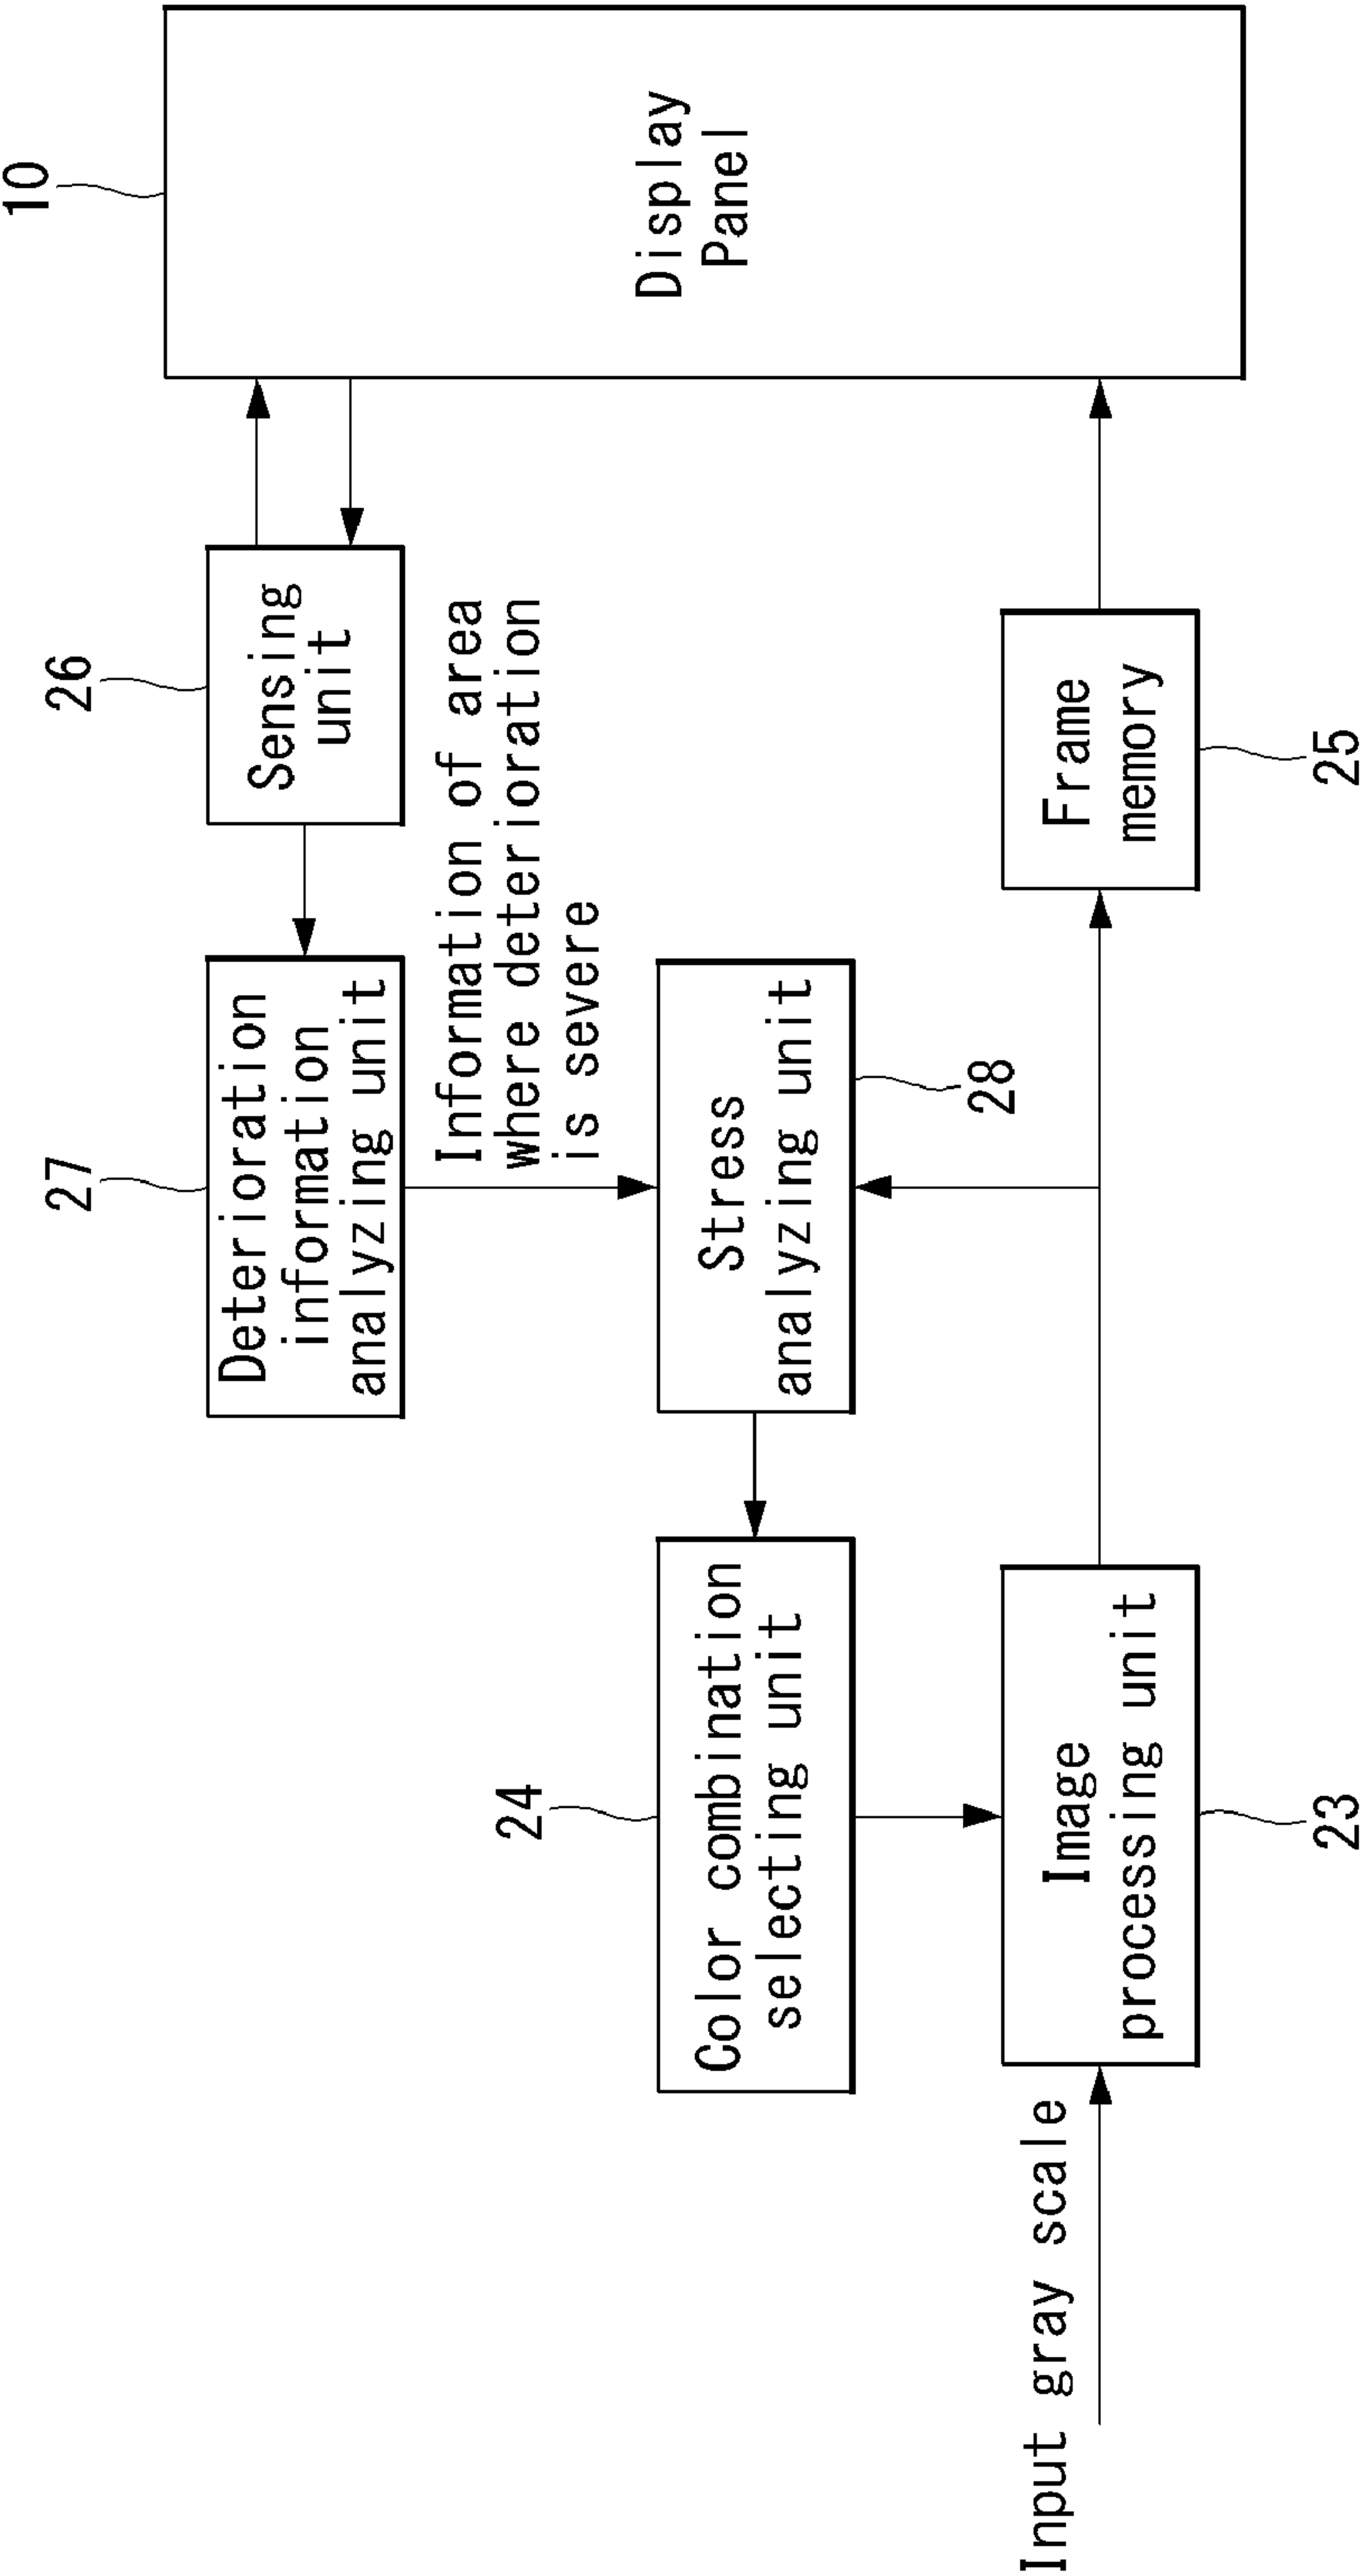 27
Deterioration
information
analyzing unit
26
Sensing
unit
10
Display
Panel
Information of area
where deterioration
is severe
24
Color combination
selecting unit
Stress
analyzing unit
28
Input gray scale
Image
processing unit
23
Frame
memory
25